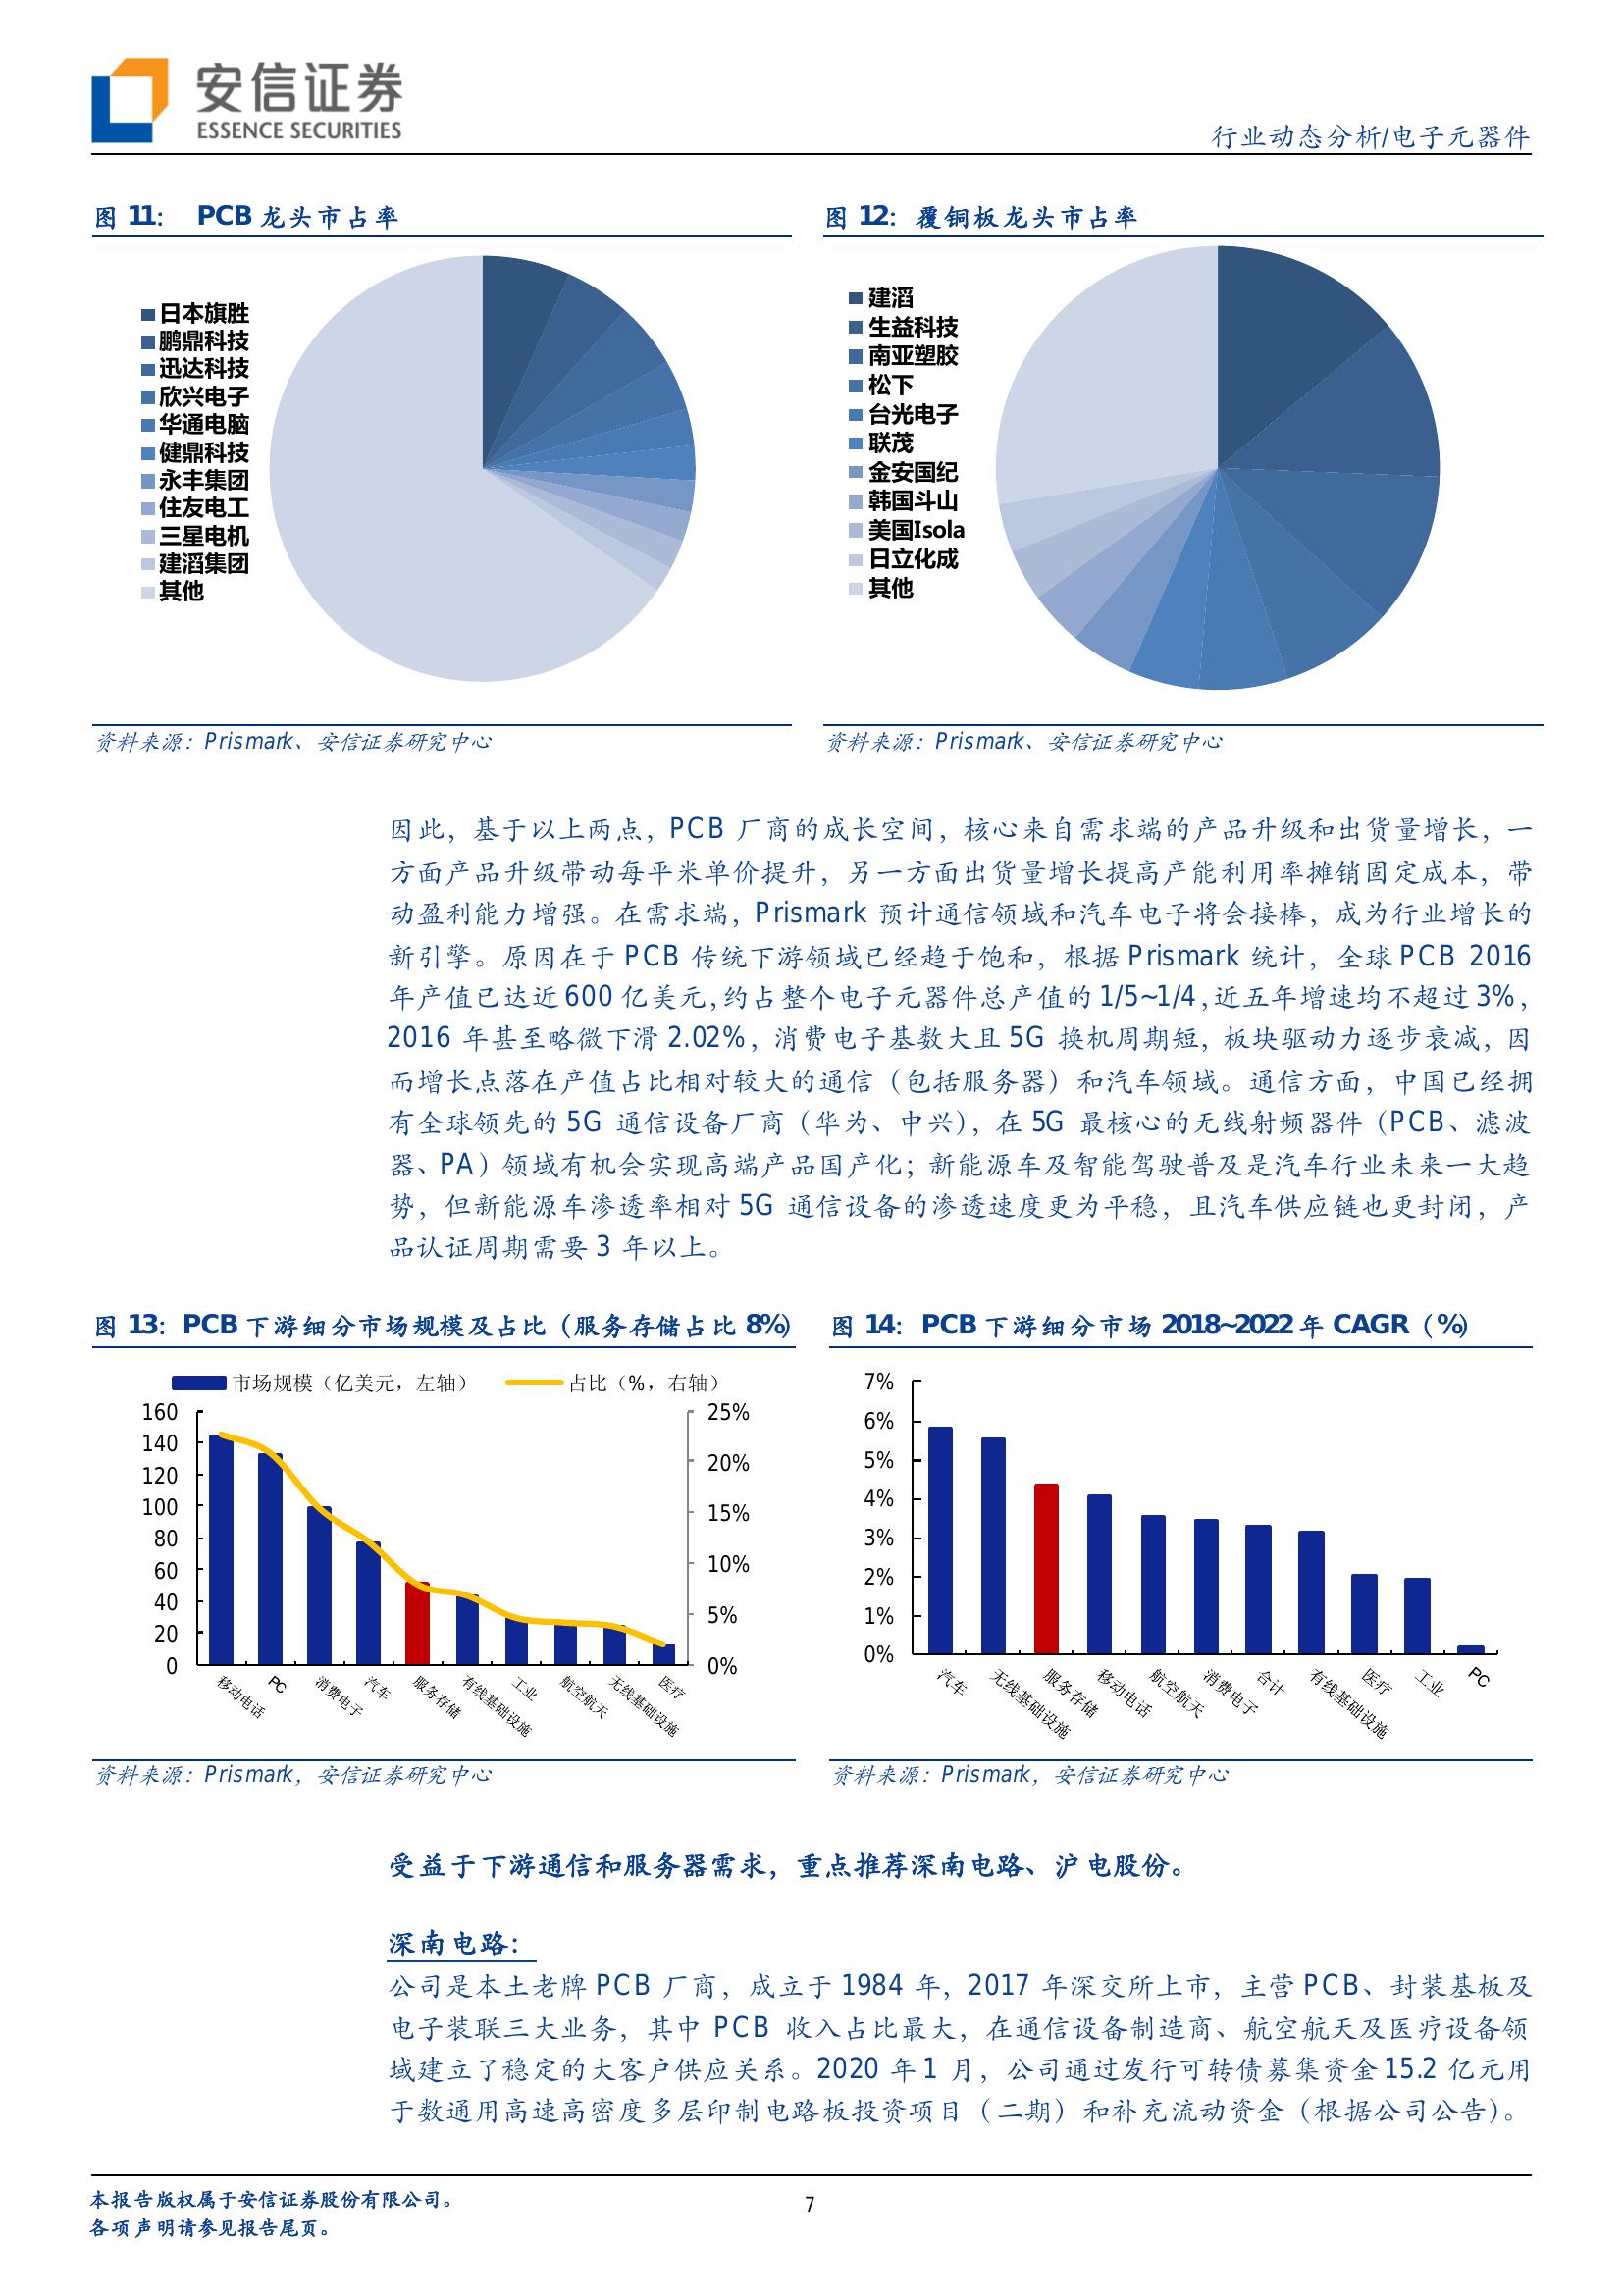 安信证券
ESSENCE SECURITIES
行业动态分析/电子元器件
图 11： PCB 龙头市占率
日本旗胜
鹏鼎科技
迅达科技
欣兴电子
华通电脑
健鼎科技
永丰集团
住友电工
三星电机
建滔集团
其他
资料来源：Prismark、安信证券研究中心
图 12：覆铜板龙头市占率
建滔
生益科技
南亚塑胶
松下
台光电子
联茂
金安国纪
韩国斗山
美国Isola
日立化成
其他
资料来源：Prismark、安信证券研究中心
因此，基于以上两点，PCB 厂商的成长空间，核心来自需求端的产品升级和出货量增长，一
方面产品升级带动每平米单价提升，另一方面出货量增长提高产能利用率摊销固定成本，带
动盈利能力增强。在需求端，Prismark 预计通信领域和汽车电子将会接棒，成为行业增长的
新引擎。原因在于 PCB 传统下游领域已经趋于饱和，根据 Prismark 统计，全球 PCB 2016
年产值已达近 600 亿美元，约占整个电子元器件总产值的 1/5~1/4，近五年增速均不超过 3%，
2016 年甚至略微下滑 2.02%，消费电子基数大且 5G 换机周期短，板块驱动力逐步衰减，因
而增长点落在产值占比相对较大的通信（包括服务器）和汽车领域。通信方面，中国已经拥
有全球领先的 5G 通信设备厂商（华为、中兴），在 5G 最核心的无线射频器件（PCB、滤波
器、PA）领域有机会实现高端产品国产化；新能源车及智能驾驶普及是汽车行业未来一大趋
势，但新能源车渗透率相对 5G 通信设备的渗透速度更为平稳，且汽车供应链也更封闭，产
品认证周期需要 3 年以上。
图 13：PCB 下游细分市场规模及占比（服务存储占比 8%）
市场规模（亿美元，左轴） 占比（%，右轴）
160
140
120
100
80
60
40
20
0
25%
20%
15%
10%
5%
0%
移动电话
PC
消费电子
汽车
服务存储
有线基础设施
工业
航空航天
无线基础设施
医疗
资料来源：Prismark，安信证券研究中心
图 14：PCB 下游细分市场 2018~2022 年 CAGR（%）
7%
6%
5%
4%
3%
2%
1%
0%
汽车
无线基础设施
服务存储
移动电话
航空航天
消费电子
合计
有线基础设施
医疗
工业
PC
资料来源：Prismark，安信证券研究中心
受益于下游通信和服务器需求，重点推荐深南电路、沪电股份。
深南电路：
公司是本土老牌 PCB 厂商，成立于 1984 年，2017 年深交所上市，主营 PCB、封装基板及
电子装联三大业务，其中 PCB 收入占比最大，在通信设备制造商、航空航天及医疗设备领
域建立了稳定的大客户供应关系。2020 年 1 月，公司通过发行可转债募集资金 15.2 亿元用
于数通用高速高密度多层印制电路板投资项目（二期）和补充流动资金（根据公司公告）。
本报告版权属于安信证券股份有限公司。
各项声明请参见报告尾页。
7